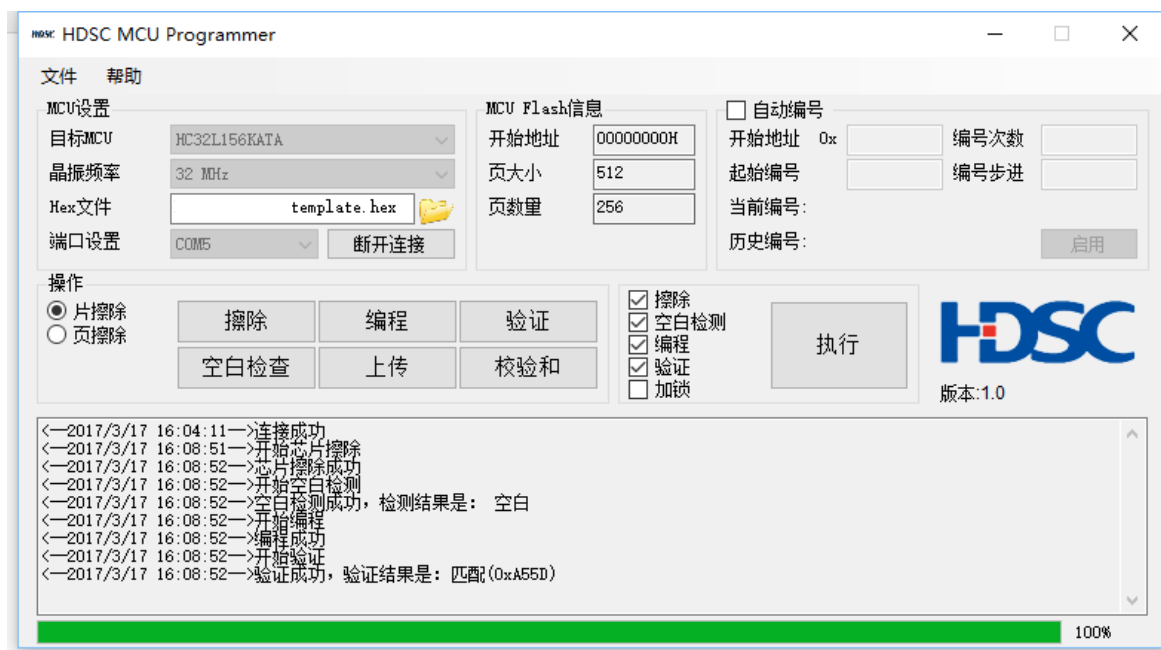 HDSC HDSC MCU Programmer
文件 帮助
MCU设置
目标MCU HC32L156KATA
晶振频率 32 MHz
Hex文件 template.hex
端口设置 COM5 断开连接
MCU Flash信息
开始地址 00000000H
页大小 512
页数量 256
自动编号
开始地址 0x 编号次数
起始编号 编号步进
当前编号:
历史编号: 启用
操作
片擦除
页擦除
擦除 编程 验证
空白检查 上传 校验和
擦除
空白检测
编程
验证
加锁
执行
HDSC
版本:1.0
<—2017/3/17 16:04:11—>连接成功
<—2017/3/17 16:08:51—>开始芯片擦除
<—2017/3/17 16:08:52—>芯片擦除成功
<—2017/3/17 16:08:52—>开始空白检测
<—2017/3/17 16:08:52—>空白检测成功，检测结果是： 空白
<—2017/3/17 16:08:52—>开始编程
<—2017/3/17 16:08:52—>编程成功
<—2017/3/17 16:08:52—>开始验证
<—2017/3/17 16:08:52—>验证成功，验证结果是：匹配(0xA55D)
100%